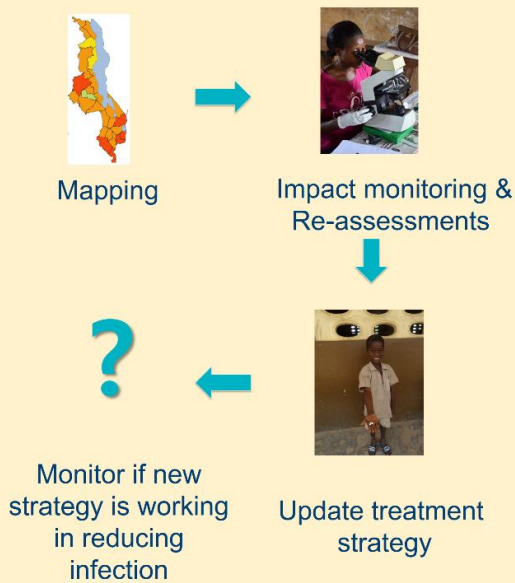 Mapping
Impact monitoring &
Re-assessments
?
Monitor if new
strategy is working
in reducing
infection
Update treatment
strategy